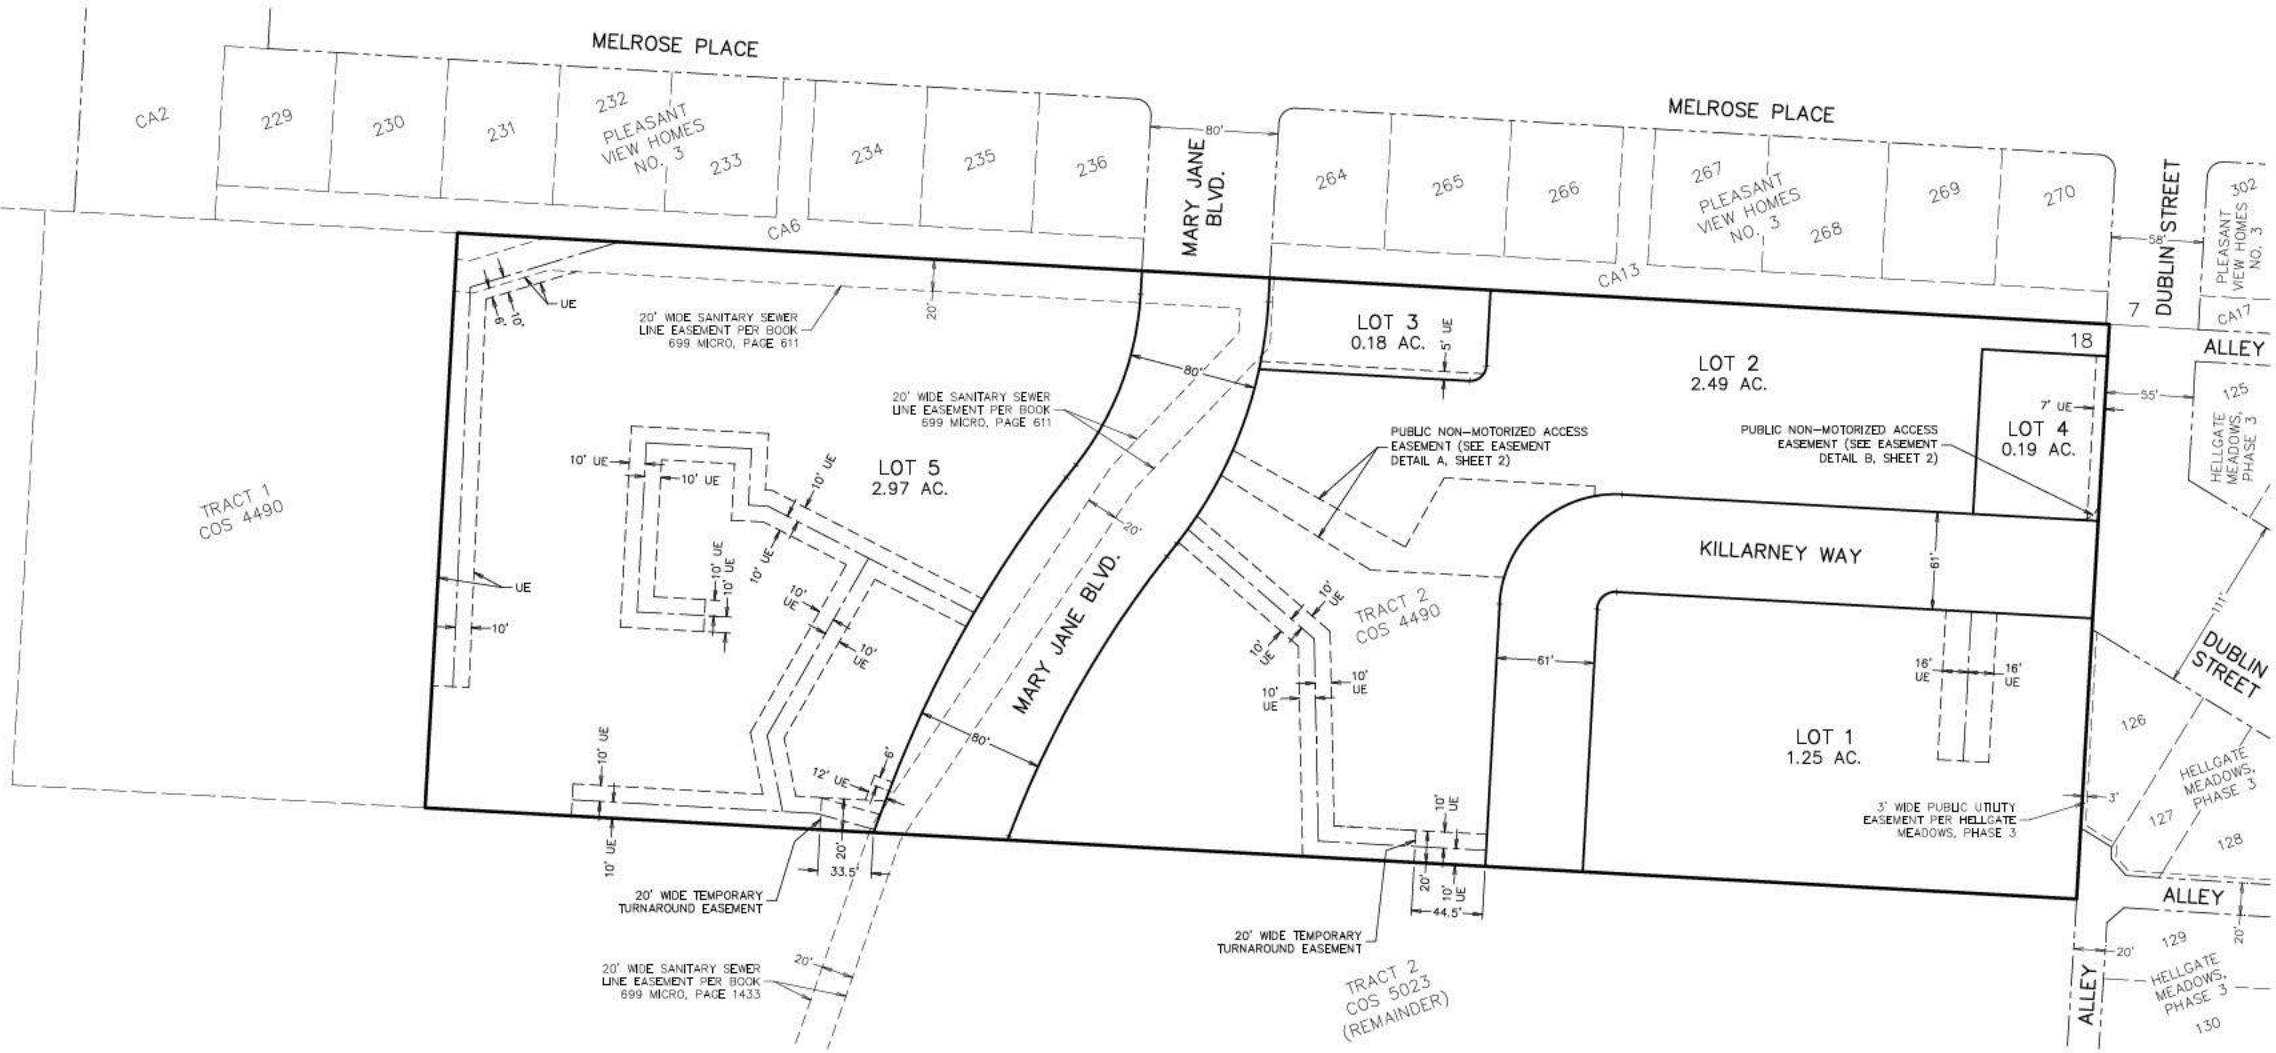 MELROSE PLACE
MELROSE PLACE
CA2
229
230
231
232
PLEASANT
VIEW HOMES
NO. 3
233
234
235
236
CA6
80'
MARY JANE
BLVD.
264
265
266
267
PLEASANT
VIEW HOMES
NO. 3
268
269
270
CA13
DUBLIN STREET
58'
302
PLEASANT
VIEW HOMES
NO. 3
7
CA17
18
ALLEY
UE
6'
10'
20' WIDE SANITARY SEWER
LINE EASEMENT PER BOOK
699 MICRO, PAGE 611
20'
LOT 3
0.18 AC.
5' UE
80'
LOT 2
2.49 AC.
20' WIDE SANITARY SEWER
LINE EASEMENT PER BOOK
699 MICRO, PAGE 611
PUBLIC NON-MOTORIZED ACCESS
EASEMENT (SEE EASEMENT
DETAIL A, SHEET 2)
PUBLIC NON-MOTORIZED ACCESS
EASEMENT (SEE EASEMENT
DETAIL B, SHEET 2)
7' UE
LOT 4
0.19 AC.
55'
125
HELLGATE
MEADOWS,
PHASE 3
TRACT 1
COS 4490
10' UE
10' UE
10' UE
LOT 5
2.97 AC.
10' UE
10' UE
10' UE
UE
10'
10'
UE
10'
UE
20'
MARY JANE BLVD.
10'
UE
10'
UE
TRACT 2
COS 4490
KILLARNEY WAY
61'
111'
DUBLIN
STREET
61'
10'
UE
10'
UE
16'
UE
16'
UE
LOT 1
1.25 AC.
126
HELLGATE
MEADOWS,
PHASE 3
127
128
3'
3' WIDE PUBLIC UTILITY
EASEMENT PER HELLGATE
MEADOWS, PHASE 3
80'
10' UE
12' UE
6'
10' UE
20'
33.5'
20' WIDE TEMPORARY
TURNAROUND EASEMENT
10'
UE
20'
10'
UE
44.5'
20' WIDE TEMPORARY
TURNAROUND EASEMENT
ALLEY
20'
20'
20' WIDE SANITARY SEWER
LINE EASEMENT PER BOOK
699 MICRO, PAGE 1433
20'
TRACT 2
COS 5023
(REMAINDER)
ALLEY
129
HELLGATE
MEADOWS,
PHASE 3
130